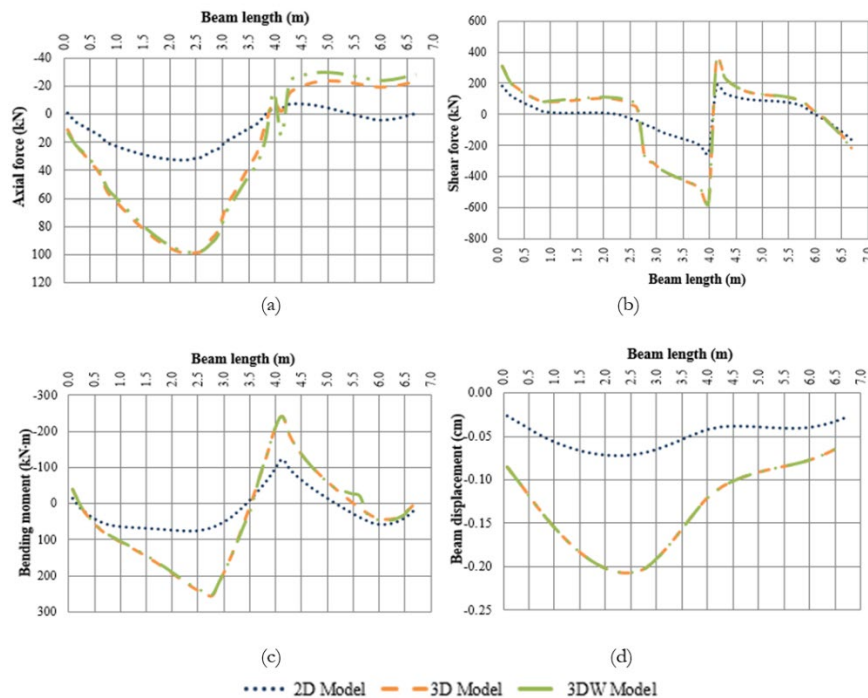 Beam length (m)
0.0 0.5 1.0 1.5 2.0 2.5 3.0 3.5 4.0 4.5 5.0 5.5 6.0 6.5 7.0
Axial force (kN)
-40
-20
0
20
40
60
80
100
120
(a)
Shear force (kN)
600
400
200
0
-200
-400
-600
-800
0.0 0.5 1.0 1.5 2.0 2.5 3.0 3.5 4.0 4.5 5.0 5.5 6.0 6.5 7.0
Beam length (m)
(b)
Beam length (m)
0.0 0.5 1.0 1.5 2.0 2.5 3.0 3.5 4.0 4.5 5.0 5.5 6.0 6.5 7.0
Bending moment (kN-m)
-300
-200
-100
0
100
200
300
(c)
Beam length (m)
0.0 0.5 1.0 1.5 2.0 2.5 3.0 3.5 4.0 4.5 5.0 5.5 6.0 6.5 7.0
Beam displacement (cm)
0.00
-0.05
-0.10
-0.15
-0.20
-0.25
(d)
2D Model 3D Model 3DW Model